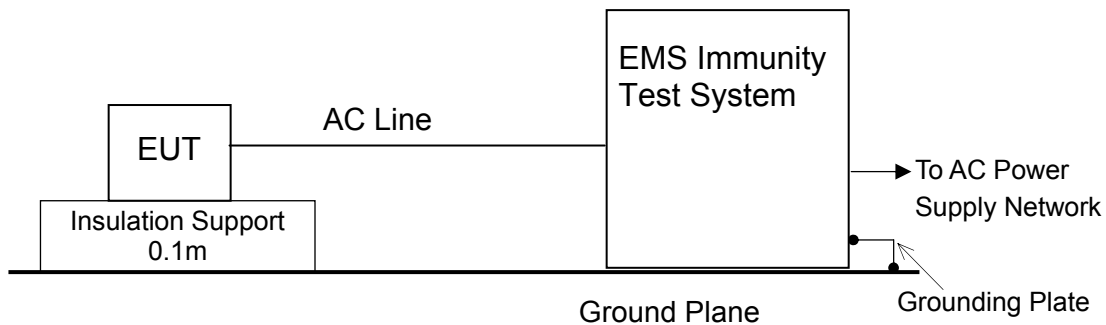 EMS Immunity
Test System
AC Line
EUT
To AC Power
Supply Network
Insulation Support
0.1m
Grounding Plate
Ground Plane